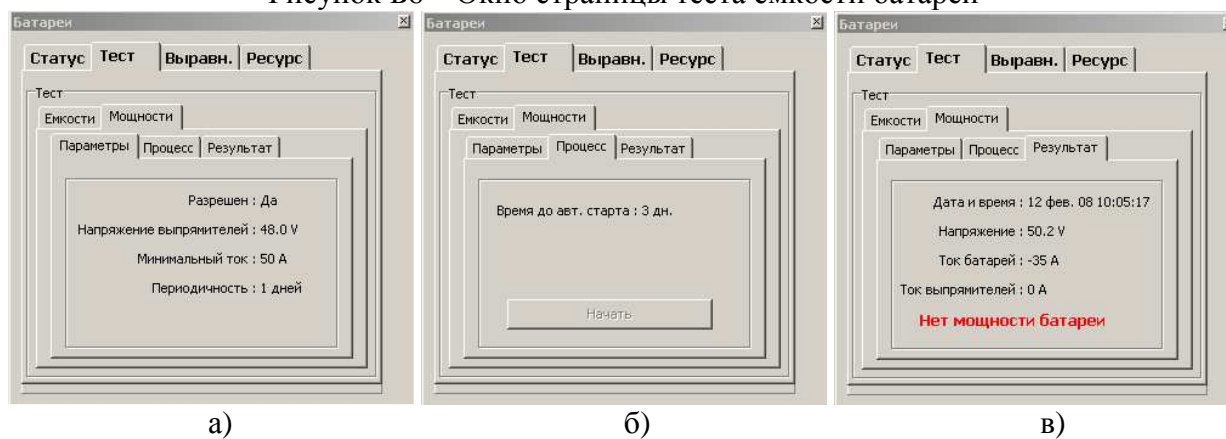 Рисунок В8 – Окно страницы теста емкости батареи
Батареи
Статус Тест Выравн. Ресурс
Тест
Емкости Мощности
Параметры Процесс Результат
Разрешен : Да
Напряжение выпрямителей : 48.0 V
Минимальный ток : 50 A
Периодичность : 1 дней
а)
Батареи
Статус Тест Выравн. Ресурс
Тест
Емкости Мощности
Параметры Процесс Результат
Время до авт. старта : 3 дн.
Начать
б)
Батареи
Статус Тест Выравн. Ресурс
Тест
Емкости Мощности
Параметры Процесс Результат
Дата и время : 12 фев. 08 10:05:17
Напряжение : 50.2 V
Ток батарей : -35 A
Ток выпрямителей : 0 A
Нет мощности батареи
в)